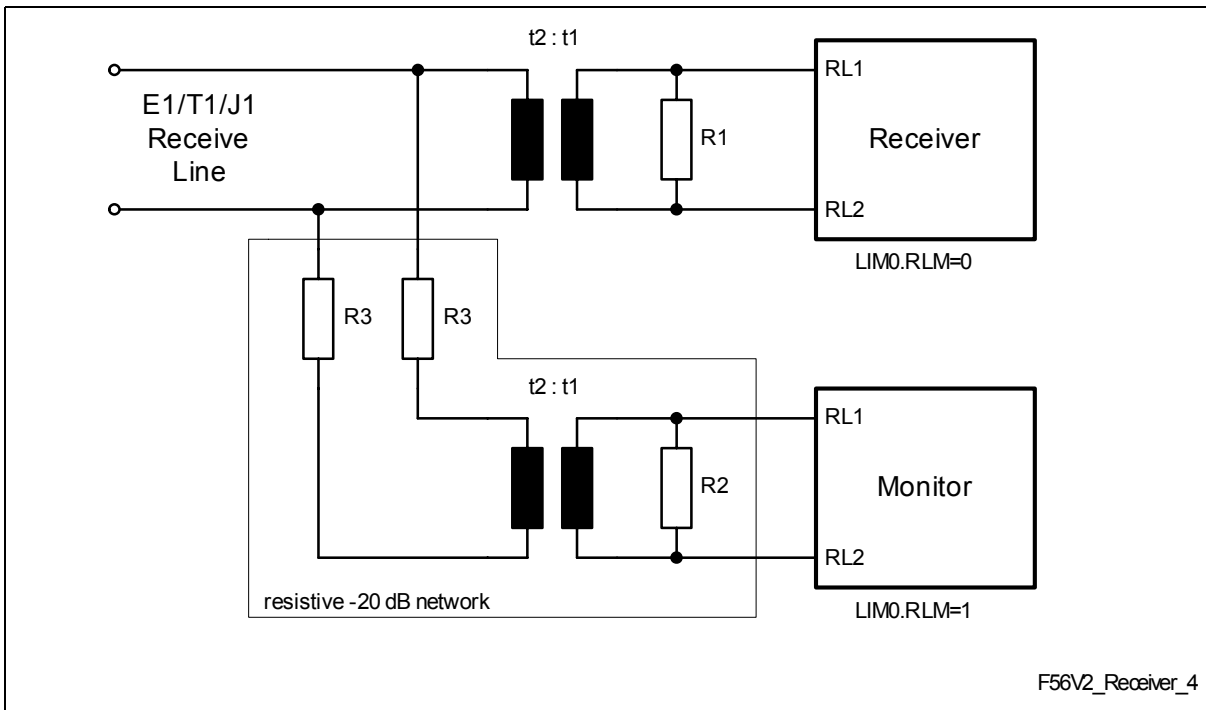 t2 : t1
E1/T1/J1
Receive
Line
R1
RL1
Receiver
RL2
LIM0.RLM=0
R3
R3
t2 : t1
R2
RL1
Monitor
RL2
resistive -20 dB network
LIM0.RLM=1
F56V2_Receiver_4